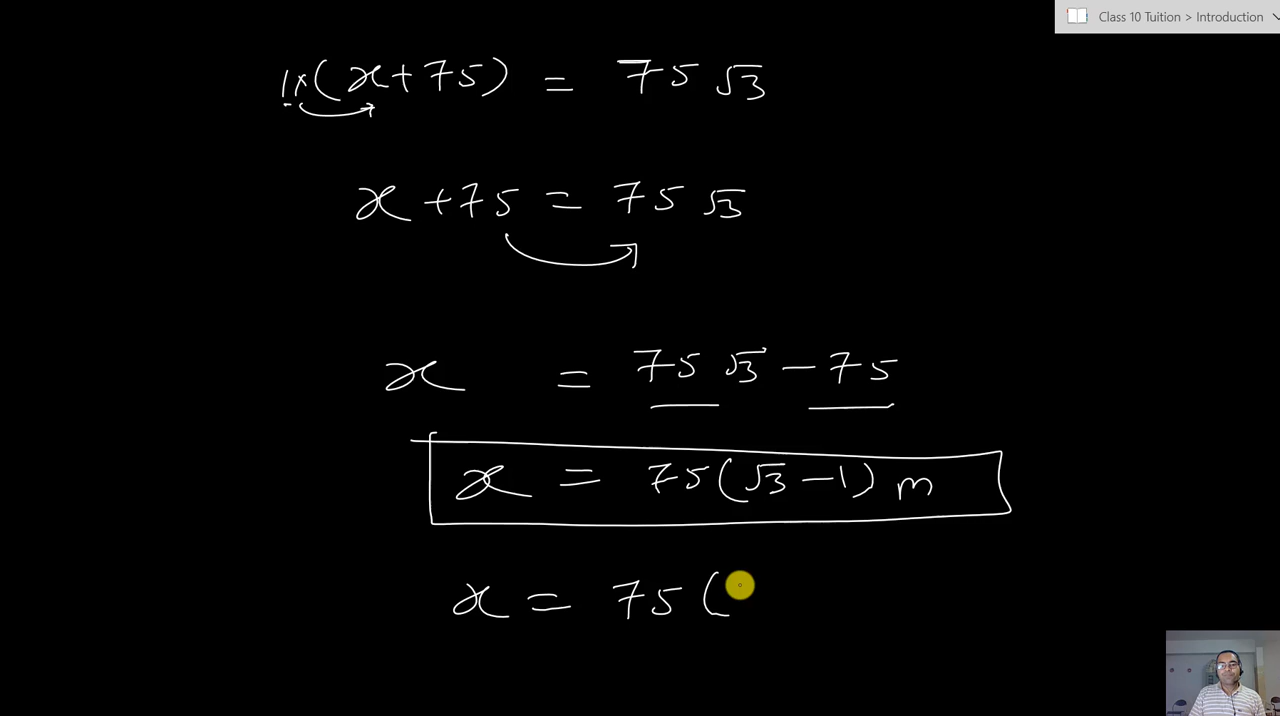 Class 10 Tuition > Introduction
1×(x+75) = 75√3
x+75 = 75√3
x = 75√3 - 75
x = 75(√3-1) m
x = 75(